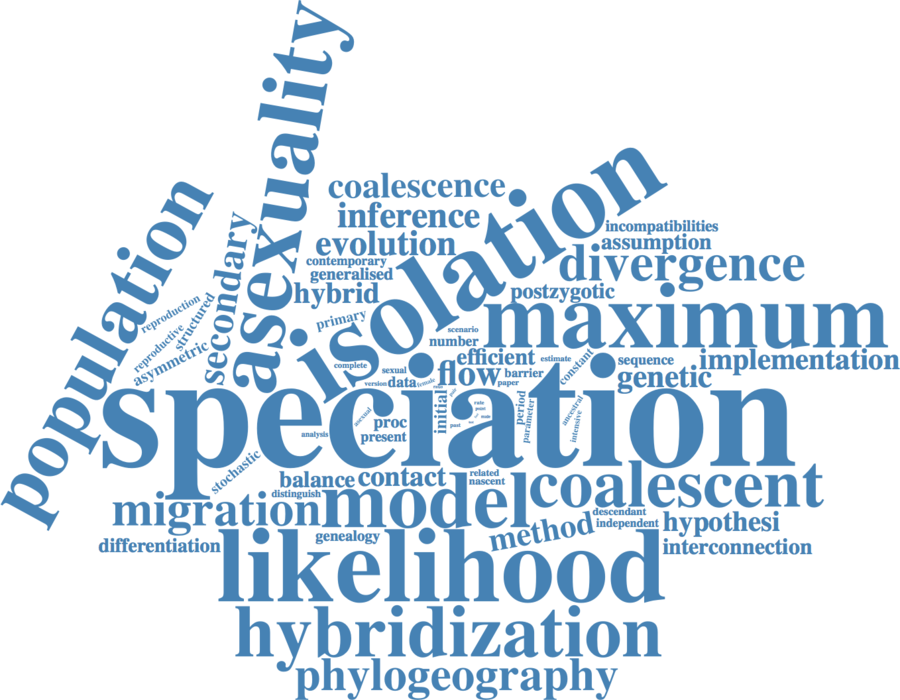 asexuality
population
isolation
coalescence
inference
evolution
contemporary
generalised
hybrid
secondary
structured
reproduction
reproductive
asymmetric
primary
incompatibilities
assumption
divergence
postzygotic
maximum
scenario
number
efficient
estimate
constant
sequence
implementation
complete
sexual
flow
barrier
genetic
version
data
female
paper
speciation
asexual
initial
period
parameter
ancestral
intensive
proc
present
analysis
stochastic
balance
contact
related
nascent
coalescent
distinguish
model
migration
descendant
independent
method
hypothesi
genealogy
differentiation
likelihood
interconnection
hybridization
phylogeography